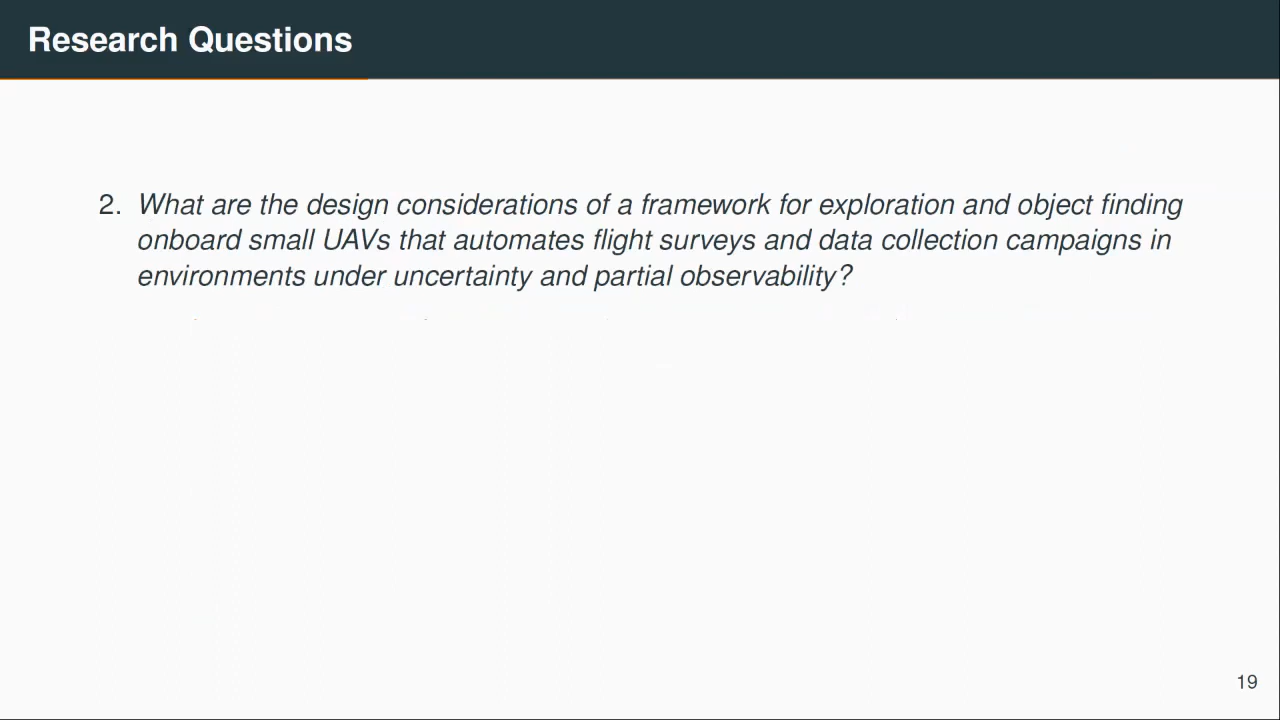 Research Questions
2. What are the design considerations of a framework for exploration and object finding
onboard small UAVs that automates flight surveys and data collection campaigns in
environments under uncertainty and partial observability?
19